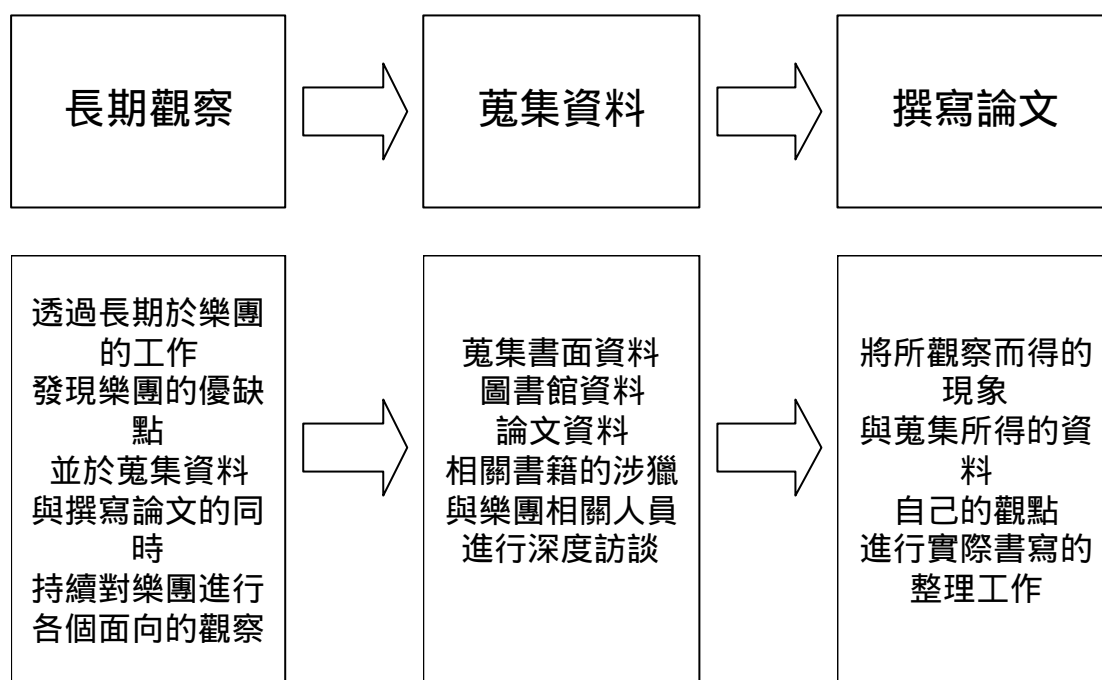 長期觀察
蒐集資料
撰寫論文
透過長期於樂團
的工作
發現樂團的優缺
點
並於蒐集資料
與撰寫論文的同
時
持續對樂團進行
各個面向的觀察
蒐集書面資料
圖書館資料
論文資料
相關書籍的涉獵
與樂團相關人員
進行深度訪談
將所觀察而得的
現象
與蒐集所得的資
料
自己的觀點
進行實際書寫的
整理工作